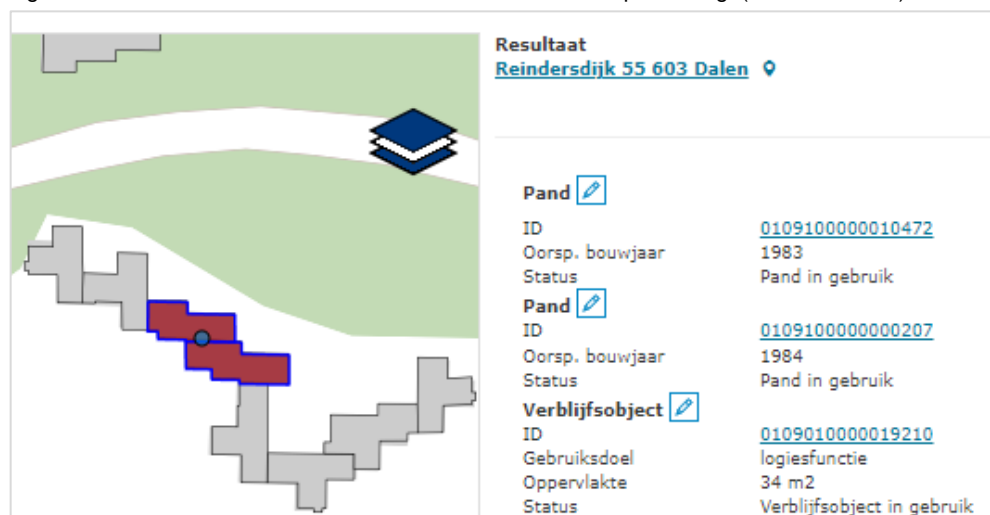 Resultaat
Reindersdijk 55 603 Dalen
Pand
ID 0109100000010472
Oorsp. bouwjaar 1983
Status Pand in gebruik
Pand
ID 0109100000000207
Oorsp. bouwjaar 1984
Status Pand in gebruik
Verblijfsobject
ID 0109010000019210
Gebruiksdoel logiesfunctie
Oppervlakte 34 m2
Status Verblijfsobject in gebruik